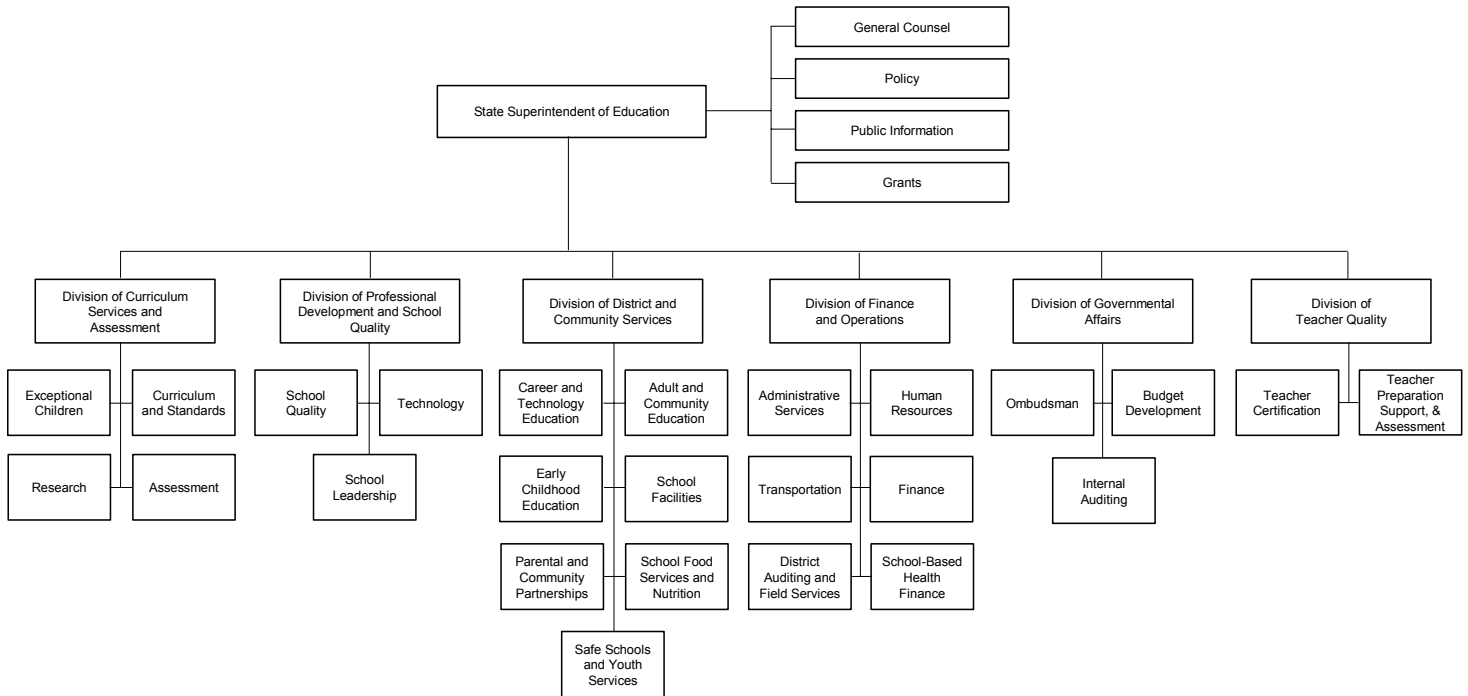 General Counsel
Policy
State Superintendent of Education
Public Information
Grants
Division of Curriculum
Services and
Assessment
Division of Professional
Development and School
Quality
Division of District and
Community Services
Division of Finance
and Operations
Division of Governmental
Affairs
Division of
Teacher Quality
Exceptional
Children
Curriculum
and Standards
School
Quality
Technology
Career and
Technology
Education
Adult and
Community
Education
Administrative
Services
Human
Resources
Ombudsman
Budget
Development
Teacher
Certification
Teacher
Preparation
Support, &
Assessment
Research
Assessment
School
Leadership
Early
Childhood
Education
School
Facilities
Transportation
Finance
Internal
Auditing
Parental and
Community
Partnerships
School Food
Services and
Nutrition
District
Auditing and
Field Services
School-Based
Health
Finance
Safe Schools
and Youth
Services